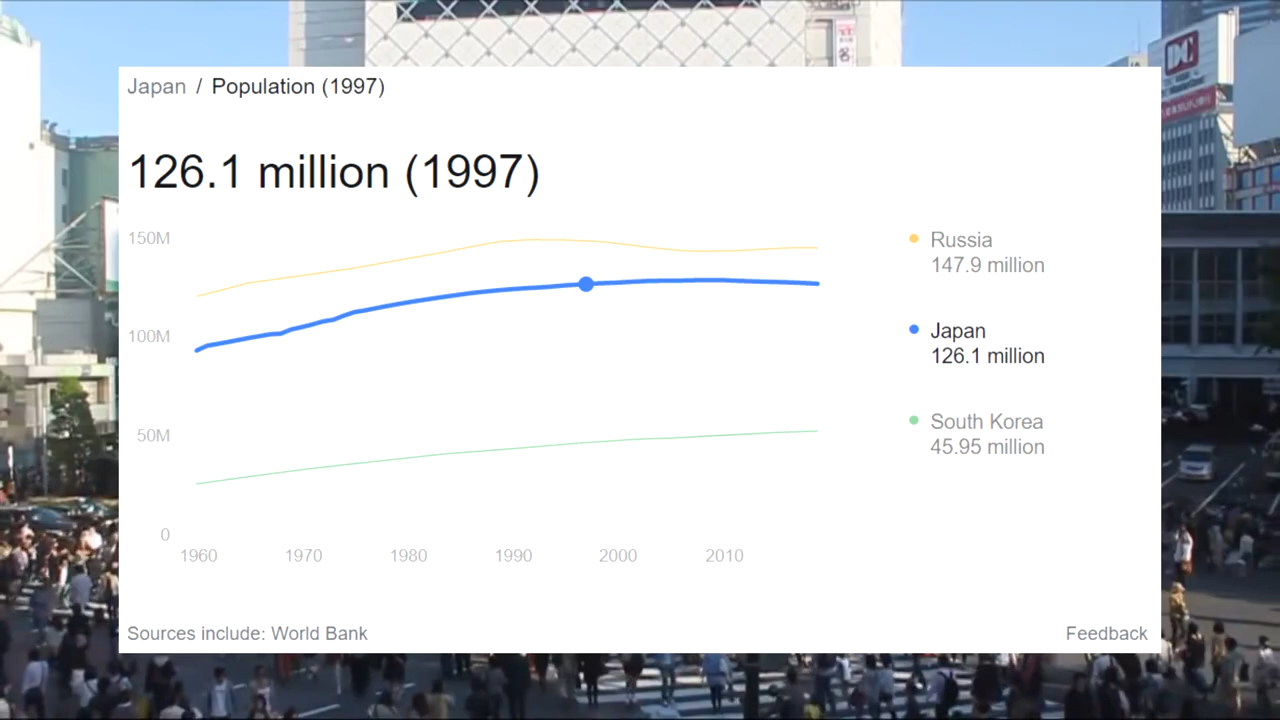 Japan / Population (1997)
126.1 million (1997)
150M
100M
50M
0
1960 1970 1980 1990 2000 2010
Russia
147.9 million
Japan
126.1 million
South Korea
45.95 million
Sources include: World Bank
Feedback